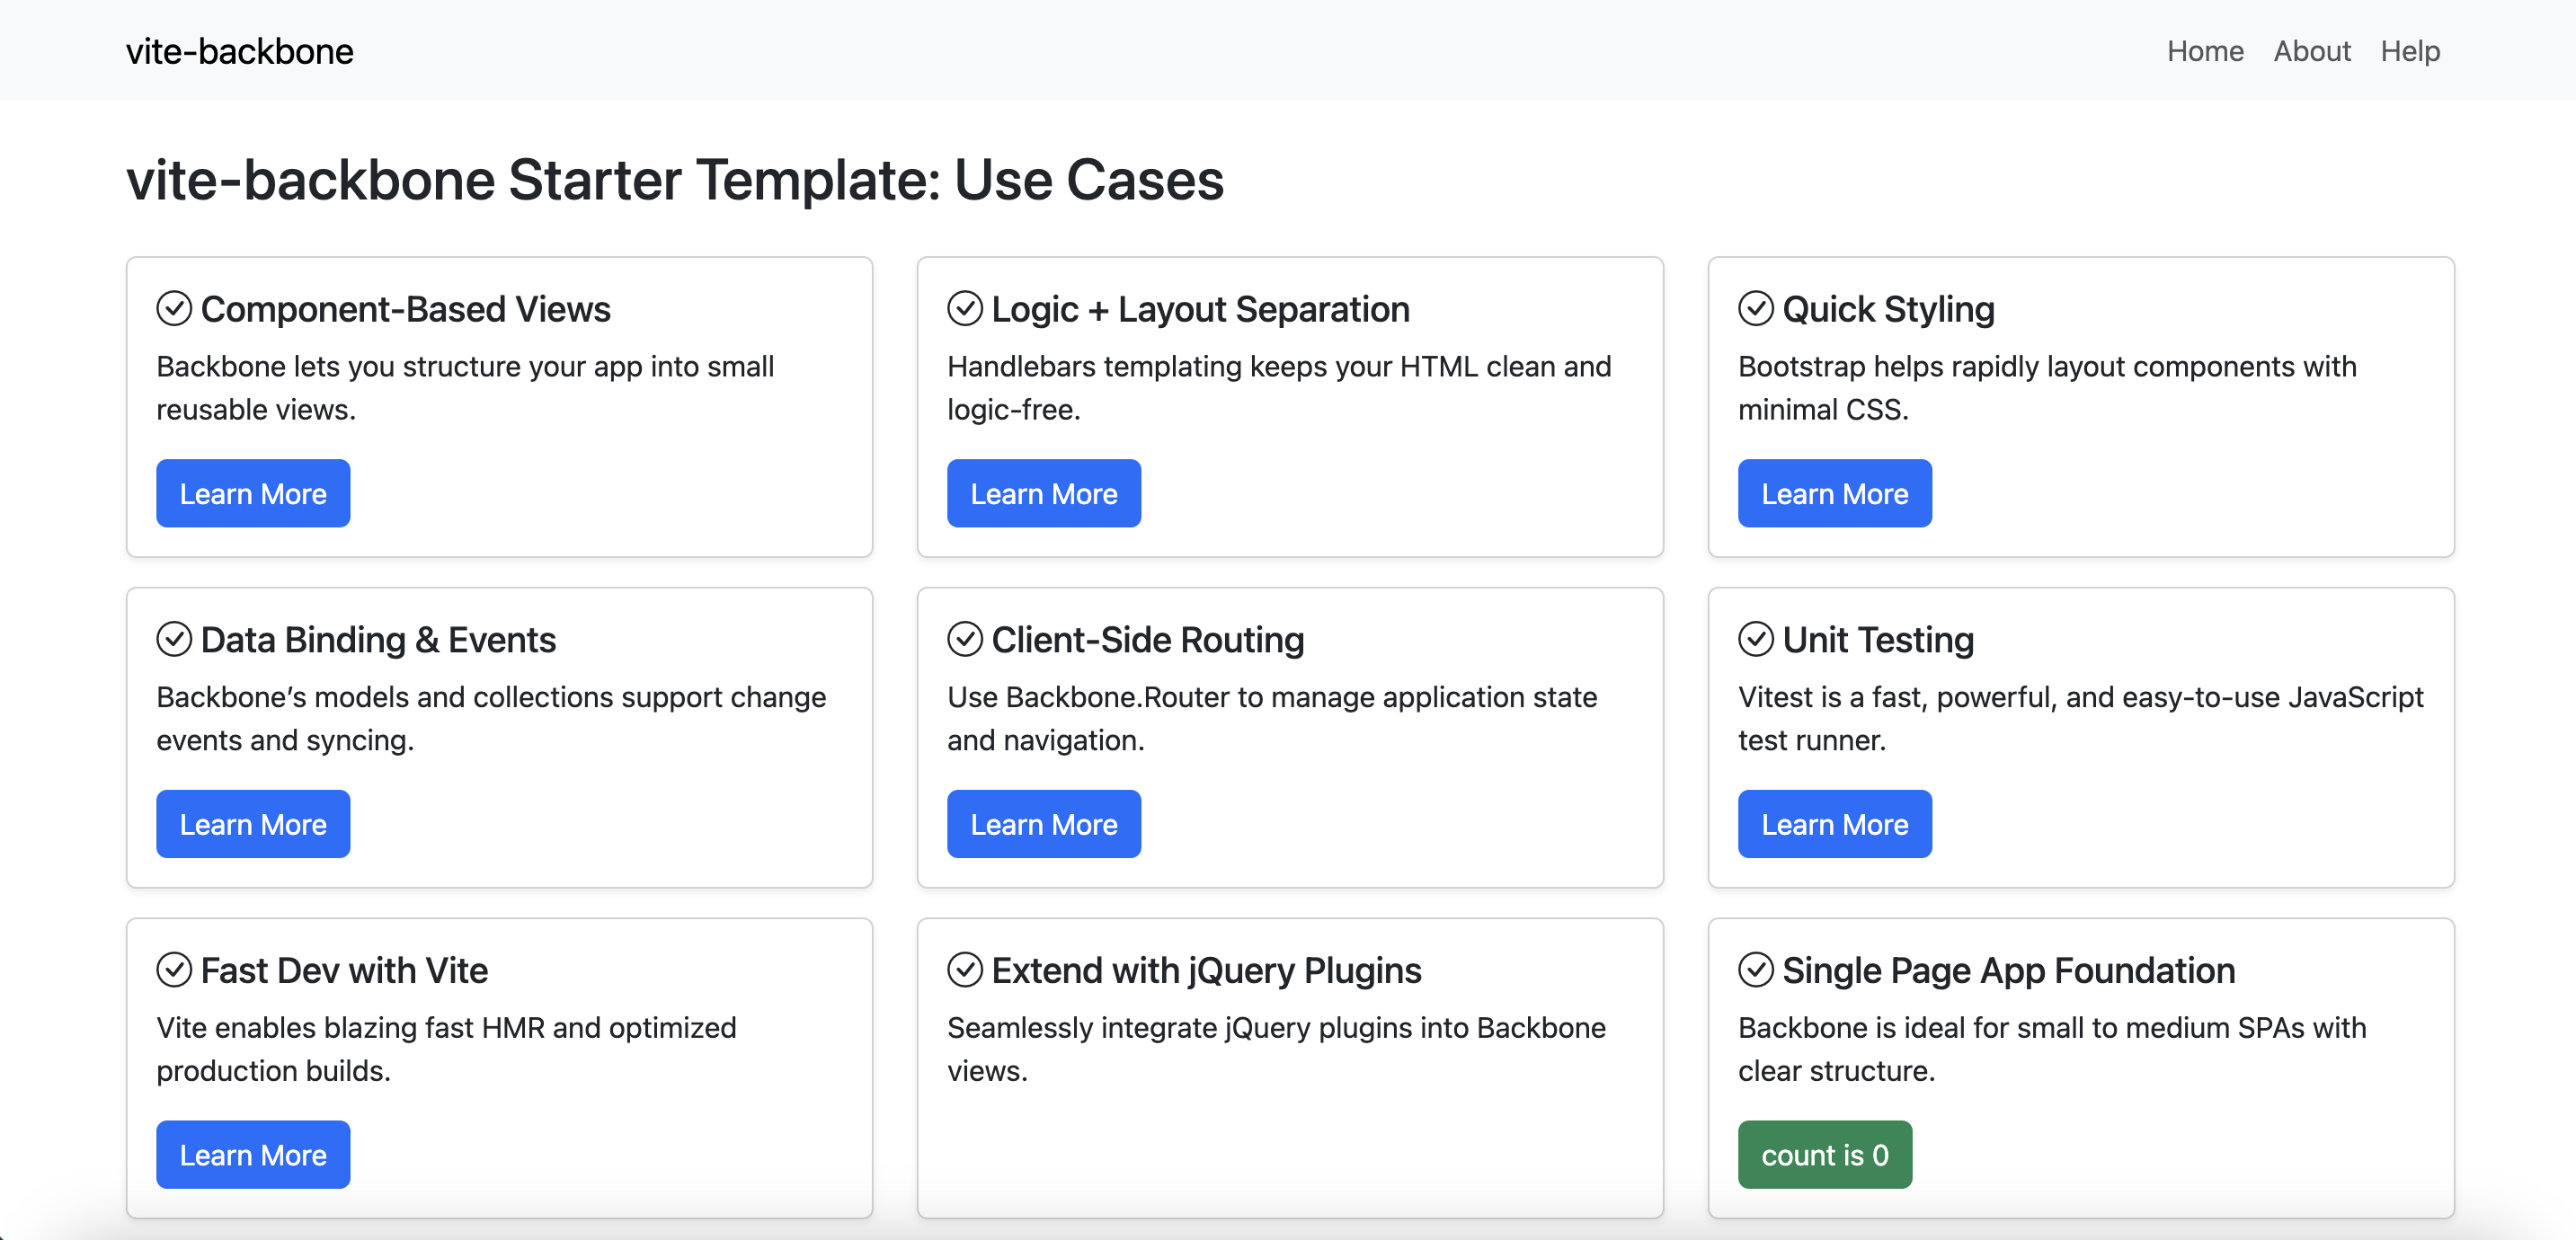 vite-backbone
Home About Help
vite-backbone Starter Template: Use Cases
Component-Based Views
Backbone lets you structure your app into small
reusable views.
Learn More
Logic + Layout Separation
Handlebars templating keeps your HTML clean and
logic-free.
Learn More
Quick Styling
Bootstrap helps rapidly layout components with
minimal CSS.
Learn More
Data Binding & Events
Backbone’s models and collections support change
events and syncing.
Learn More
Client-Side Routing
Use Backbone.Router to manage application state
and navigation.
Learn More
Unit Testing
Vitest is a fast, powerful, and easy-to-use JavaScript
test runner.
Learn More
Fast Dev with Vite
Vite enables blazing fast HMR and optimized
production builds.
Learn More
Extend with jQuery Plugins
Seamlessly integrate jQuery plugins into Backbone
views.
Single Page App Foundation
Backbone is ideal for small to medium SPAs with
clear structure.
count is 0